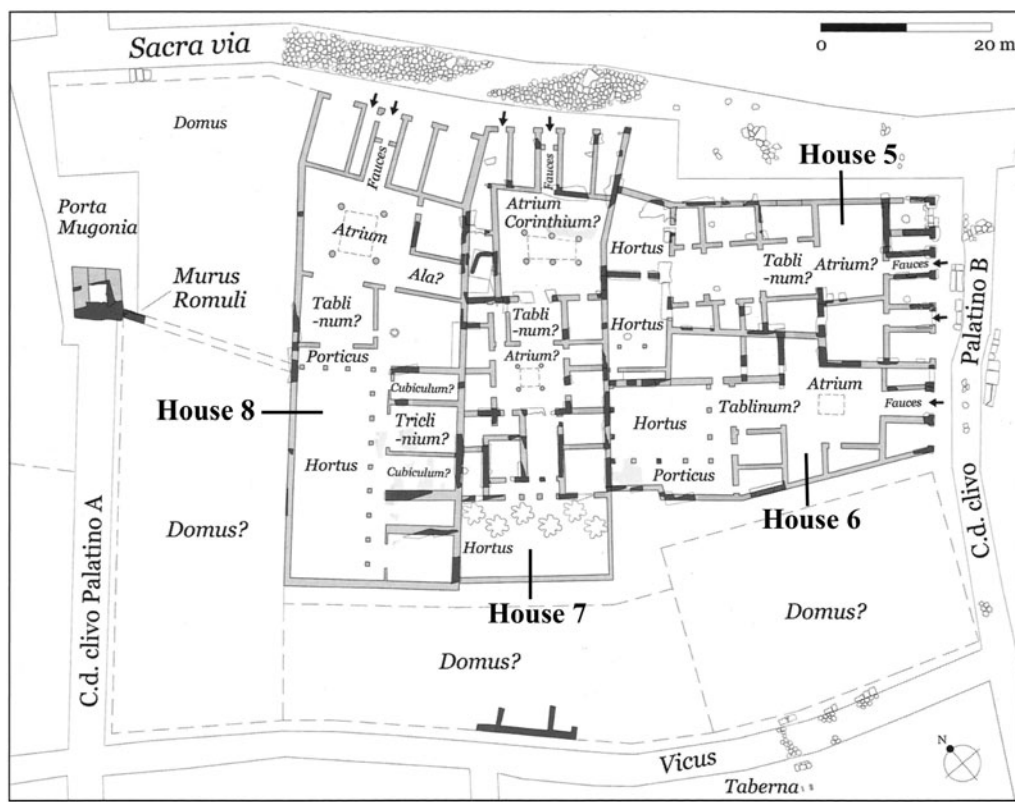 Sacra via
0
20 m
Domus
Fauces
Fauces
House 5
Porta
Mugonia
Atrium
Corinthium?
Atrium
Hortus
Tabli
-num?
Atrium?
Fauces
Murus
Romuli
Ala?
Tabli
-num?
Tabli
-num?
Hortus
Palatino B
Porticus
Atrium?
Cubiculum?
Atrium
Fauces
House 8
Tricli
-nium?
Tablinum?
Hortus
Hortus
Cubiculum?
Porticus
C.d. clivo
Domus?
House 6
Hortus
House 7
Domus?
C.d. clivo Palatino A
Domus?
N
Vicus
Taberna